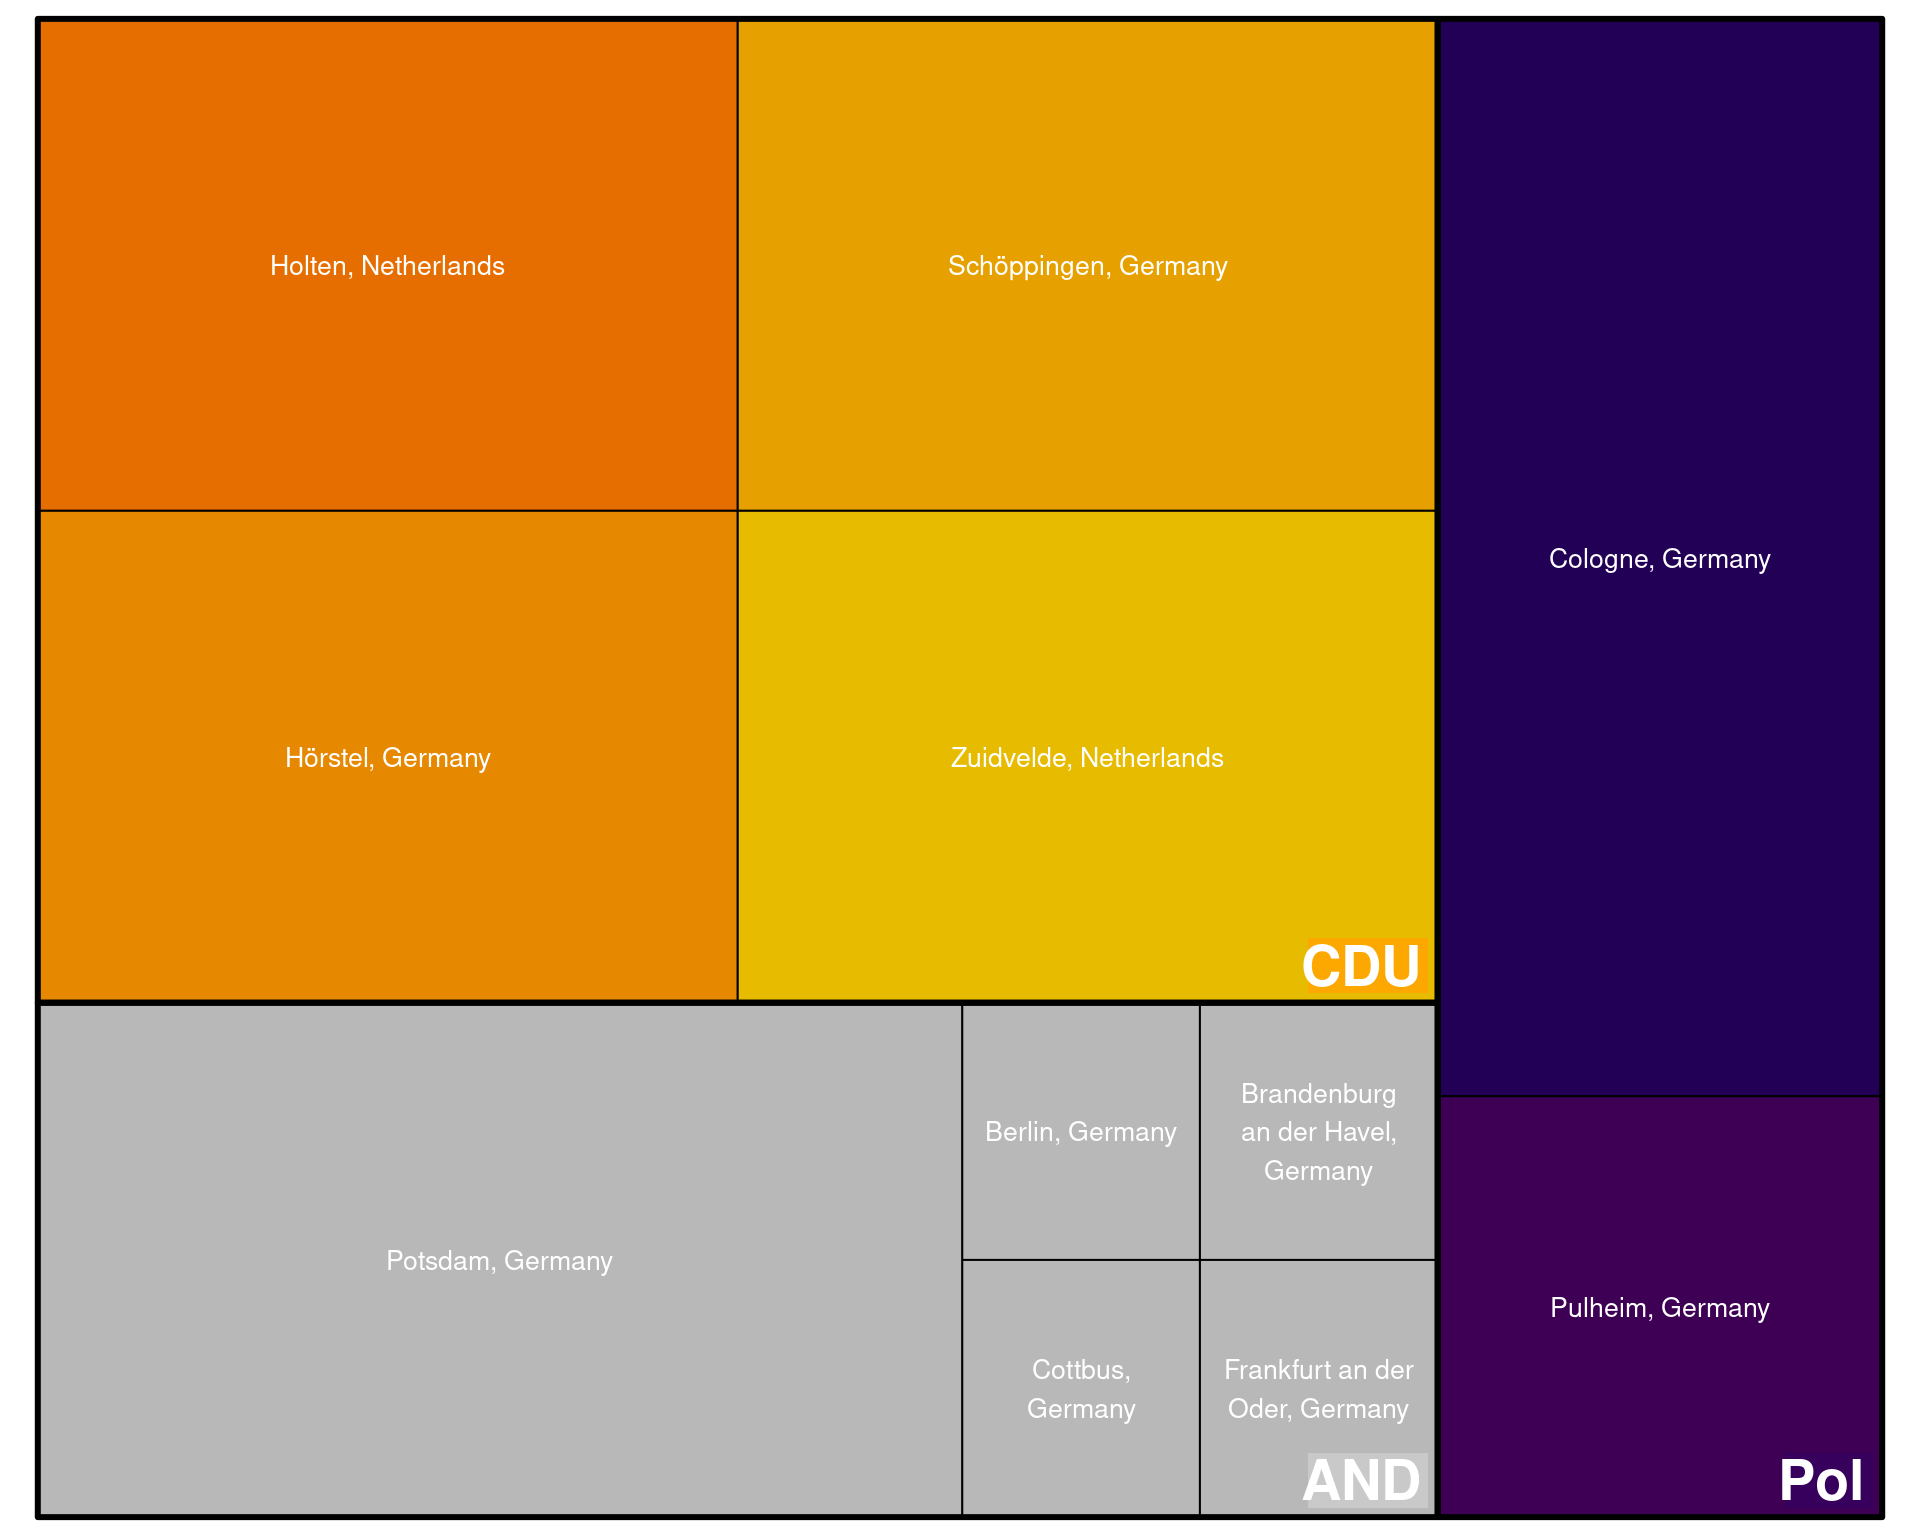 Holten, Netherlands
Schöppingen, Germany
Cologne, Germany
Hörstel, Germany
Zuidvelde, Netherlands
CDU
Potsdam, Germany
Berlin, Germany
Brandenburg
an der Havel,
Germany
Cottbus,
Germany
Frankfurt an der
Oder, Germany
AND
Pulheim, Germany
Pol